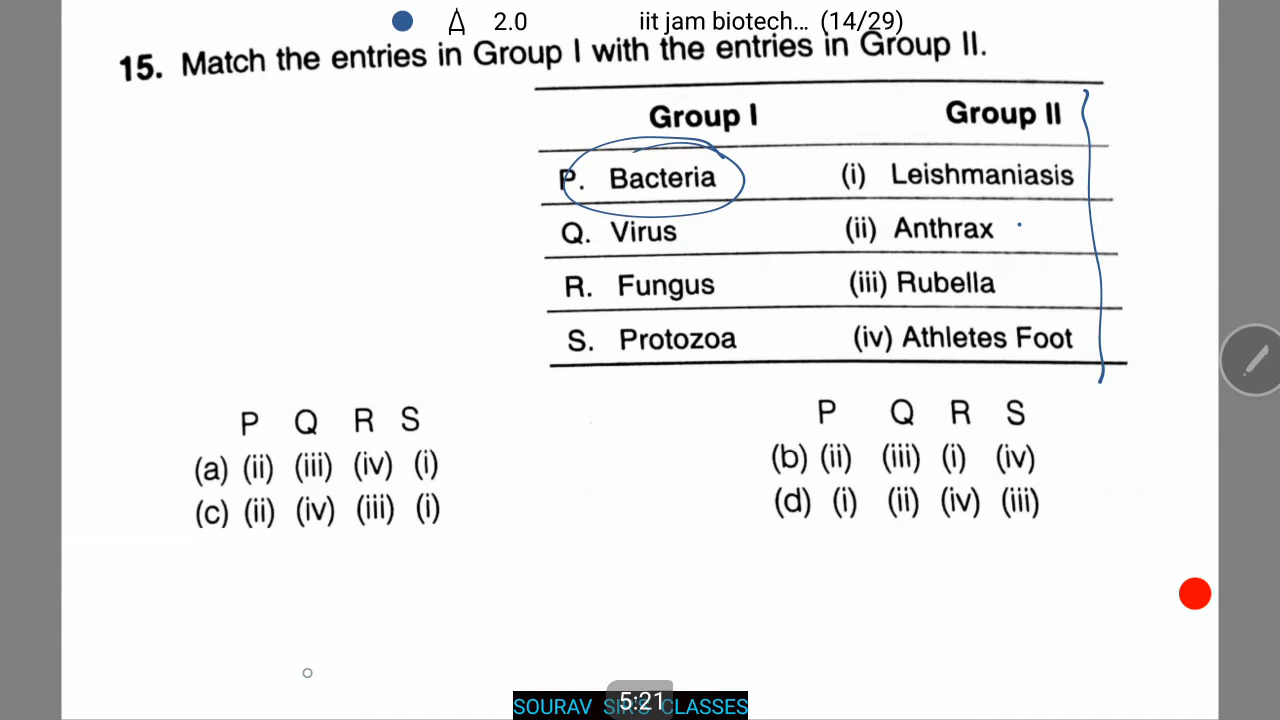 2.0 iit jam biotech... (14/29)
15. Match the entries in Group I with the entries in Group II.
Group I Group II
P. Bacteria (i) Leishmaniasis
Q. Virus (ii) Anthrax
R. Fungus (iii) Rubella
S. Protozoa (iv) Athletes Foot
P Q R S
(a) (ii) (iii) (iv) (i)
(c) (ii) (iv) (iii) (i)
P Q R S
(b) (ii) (iii) (i) (iv)
(d) (i) (ii) (iv) (iii)
5:21
SOURAV SIR'S CLASSES